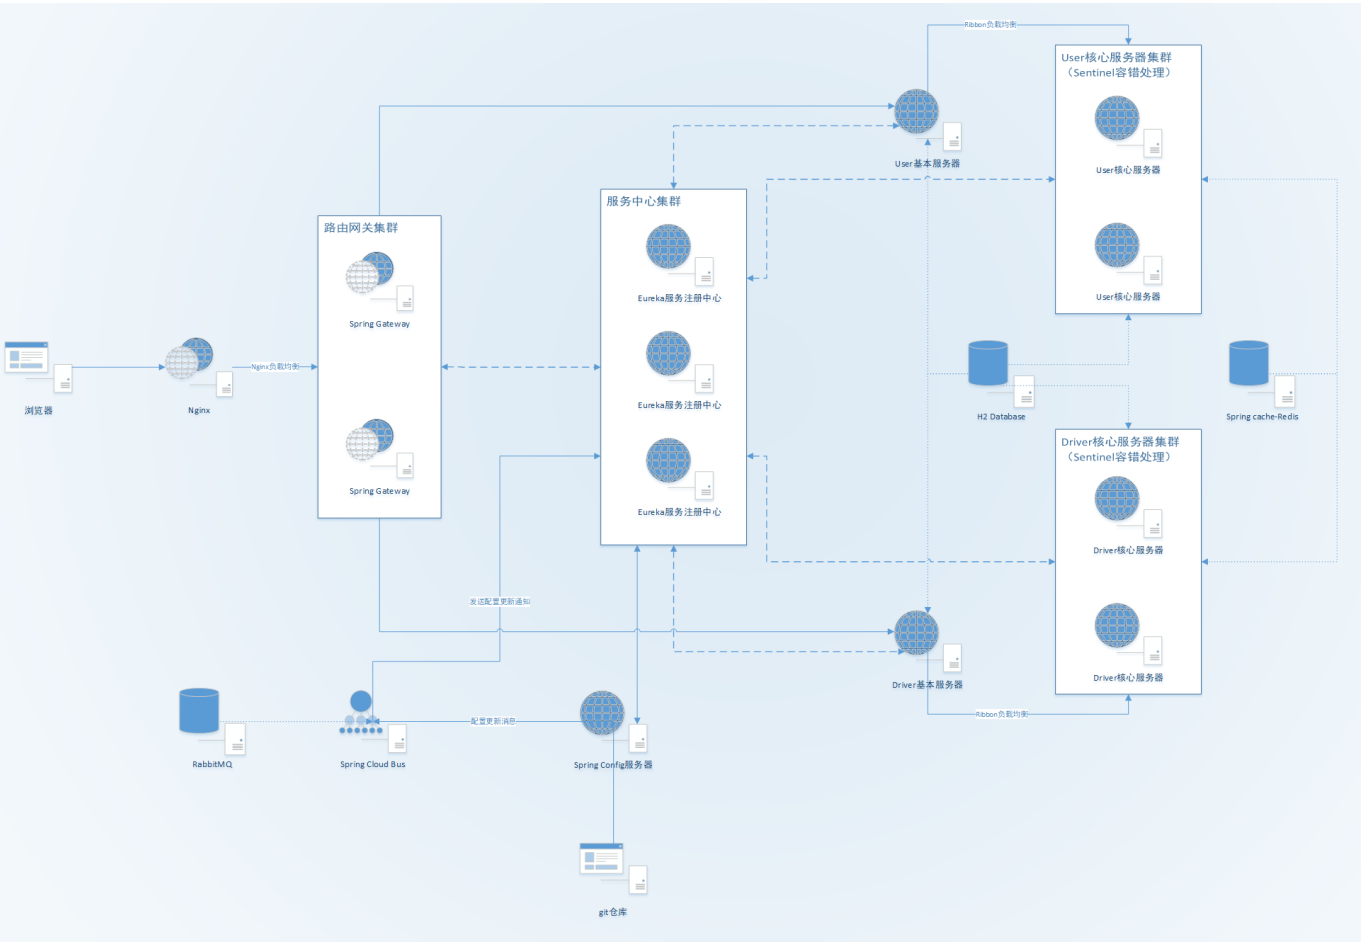 Ribbon负载均衡
User核心服务器集群
（Sentinel容错处理）
User核心服务器
User核心服务器
User基本服务器
服务中心集群
Eureka服务注册中心
Eureka服务注册中心
Eureka服务注册中心
路由网关集群
Spring Gateway
Spring Gateway
浏览器
Nginx
Nginx负载均衡
H2 Database
Spring cache-Redis
Driver核心服务器集群
（Sentinel容错处理）
Driver核心服务器
Driver核心服务器
发送配置更新通知
Driver基本服务器
Ribbon负载均衡
RabbitMQ
Spring Cloud Bus
配置更新消息
Spring Config服务器
git仓库